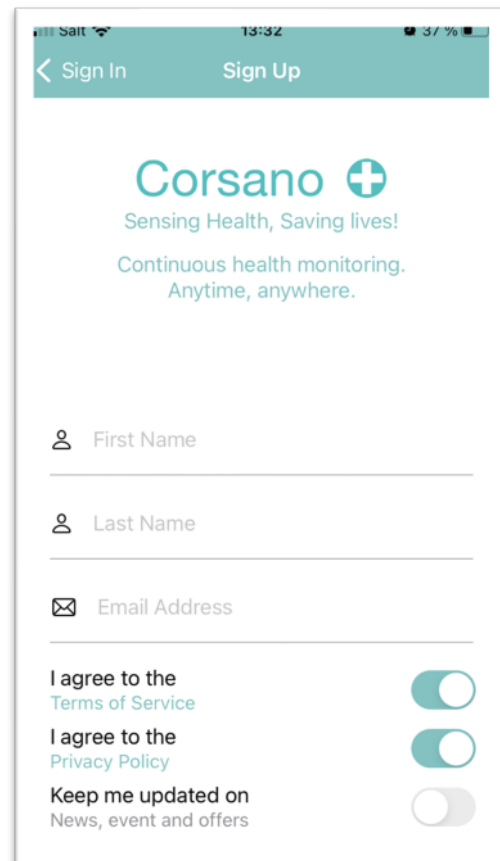 Salt 13:32 37 %
Sign In Sign Up
Corsano
Sensing Health, Saving lives!
Continuous health monitoring.
Anytime, anywhere.
First Name
Last Name
Email Address
I agree to the
Terms of Service
I agree to the
Privacy Policy
Keep me updated on
News, event and offers